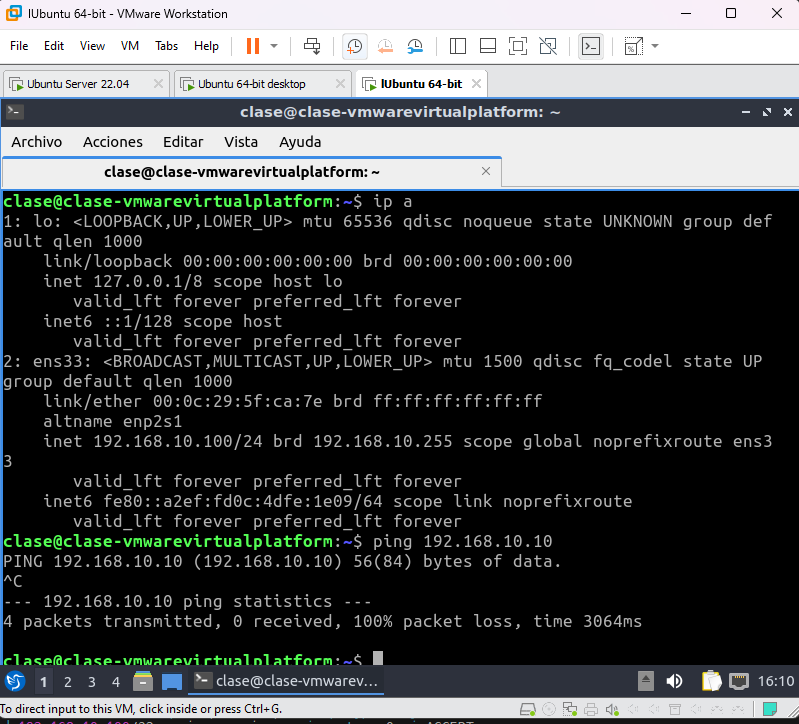 lUbuntu 64-bit - VMware Workstation
File Edit View VM Tabs Help
Ubuntu Server 22.04 Ubuntu 64-bit desktop lUbuntu 64-bit
clase@clase-vmwarevirtualplatform: ~
Archivo Acciones Editar Vista Ayuda
clase@clase-vmwarevirtualplatform: ~
clase@clase-vmwarevirtualplatform:~$ ip a
1: lo: <LOOPBACK,UP,LOWER_UP> mtu 65536 qdisc noqueue state UNKNOWN group def
ault qlen 1000
link/loopback 00:00:00:00:00:00 brd 00:00:00:00:00:00
inet 127.0.0.1/8 scope host lo
valid_lft forever preferred_lft forever
inet6 ::1/128 scope host
valid_lft forever preferred_lft forever
2: ens33: <BROADCAST,MULTICAST,UP,LOWER_UP> mtu 1500 qdisc fq_codel state UP
group default qlen 1000
link/ether 00:0c:29:5f:ca:7e brd ff:ff:ff:ff:ff:ff
altname enp2s1
inet 192.168.10.100/24 brd 192.168.10.255 scope global noprefixroute ens3
3
valid_lft forever preferred_lft forever
inet6 fe80::a2ef:fd0c:4dfe:1e09/64 scope link noprefixroute
valid_lft forever preferred_lft forever
clase@clase-vmwarevirtualplatform:~$ ping 192.168.10.10
PING 192.168.10.10 (192.168.10.10) 56(84) bytes of data.
^C
--- 192.168.10.10 ping statistics ---
4 packets transmitted, 0 received, 100% packet loss, time 3064ms
clase@clase-vmwarevirtualplatform:~$
1 2 3 4 clase@clase-vmwarev... 16:10
To direct input to this VM, click inside or press Ctrl+G.